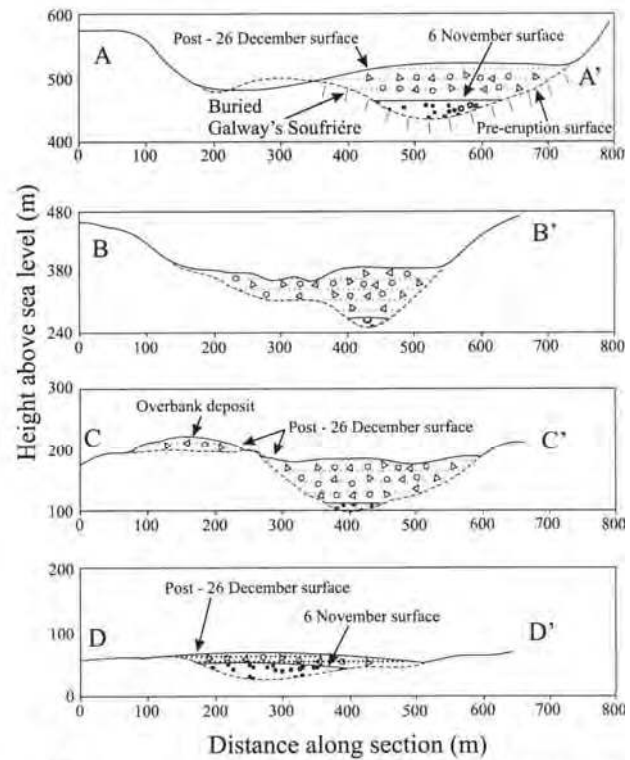 600
500
400
A
Post - 26 December surface
6 November surface
A'
Buried
Galway's Soufriére
Pre-eruption surface
0 100 200 300 400 500 600 700 800
480
380
240
B
B'
0 100 200 300 400 500 600 700 800
300
200
100
Overbank deposit
C
Post - 26 December surface
C'
0 100 200 300 400 500 600 700 800
200
100
0
Post - 26 December surface
D
6 November surface
D'
0 100 200 300 400 500 600 700 800
Height above sea level (m)
Distance along section (m)